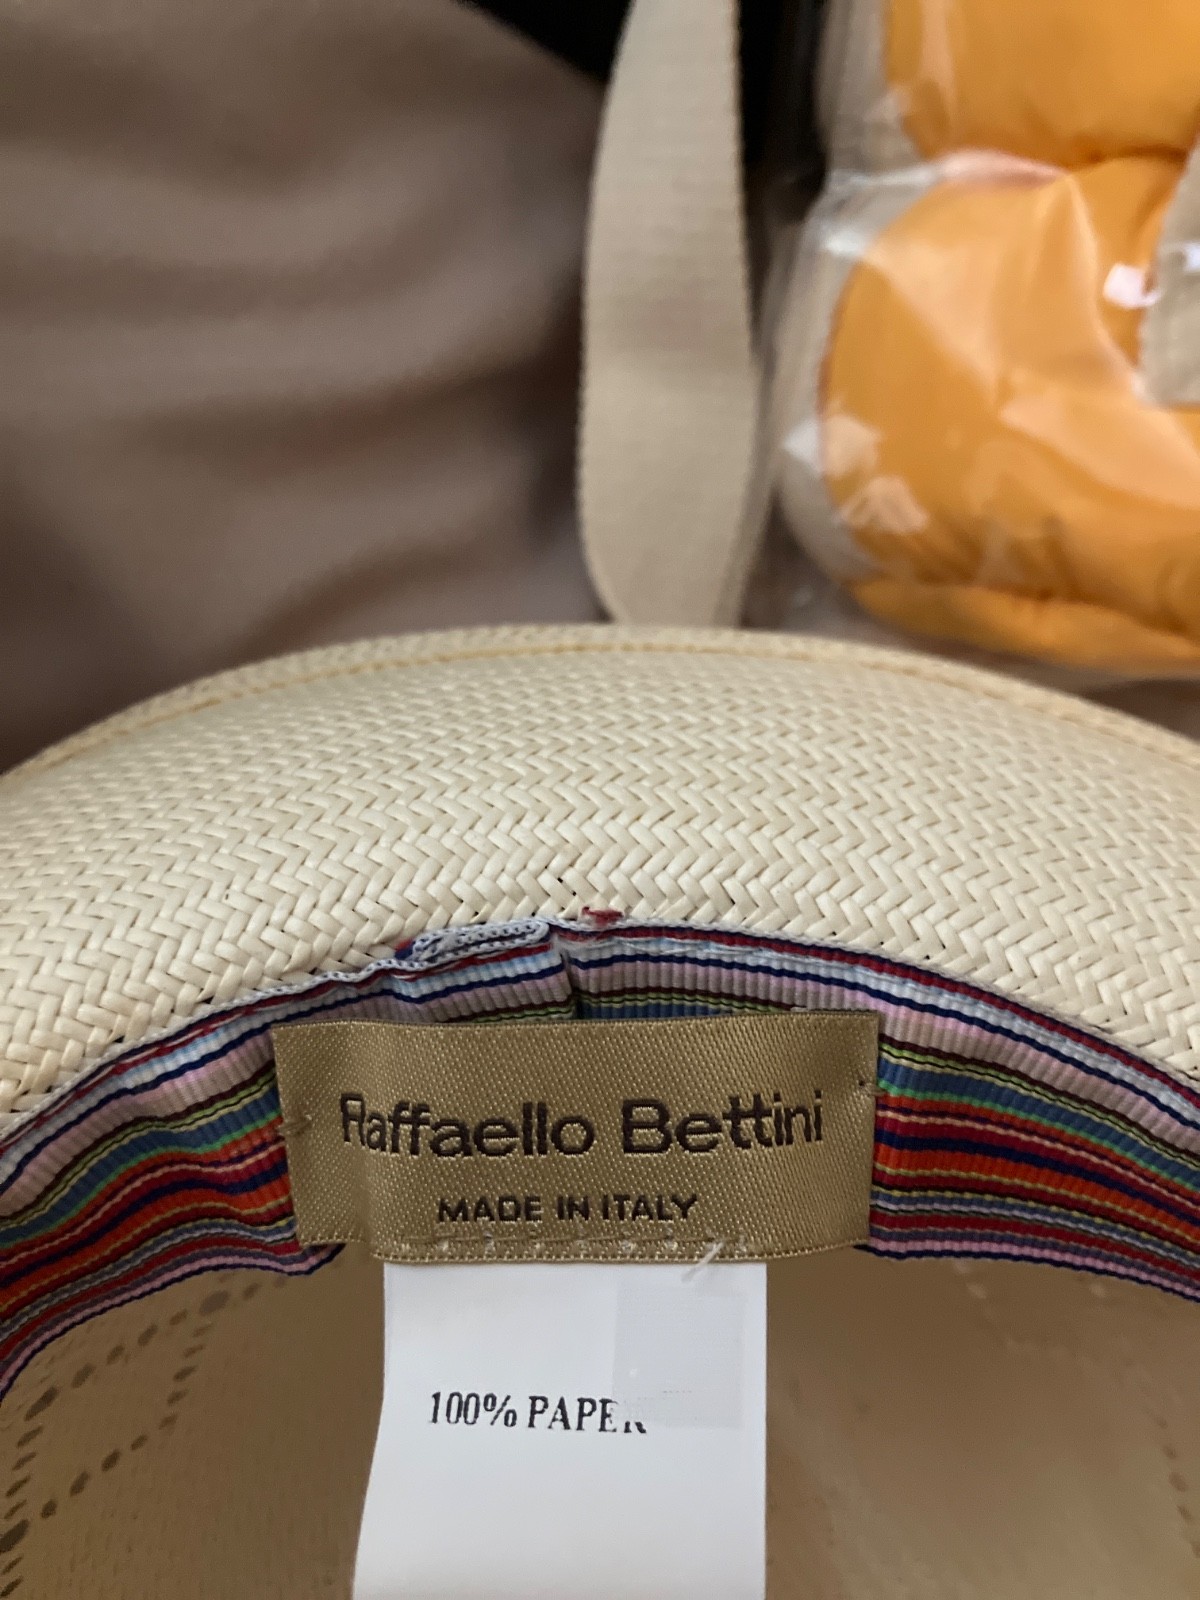 Raffaello Bettini
MADE IN ITALY
100% PAPER